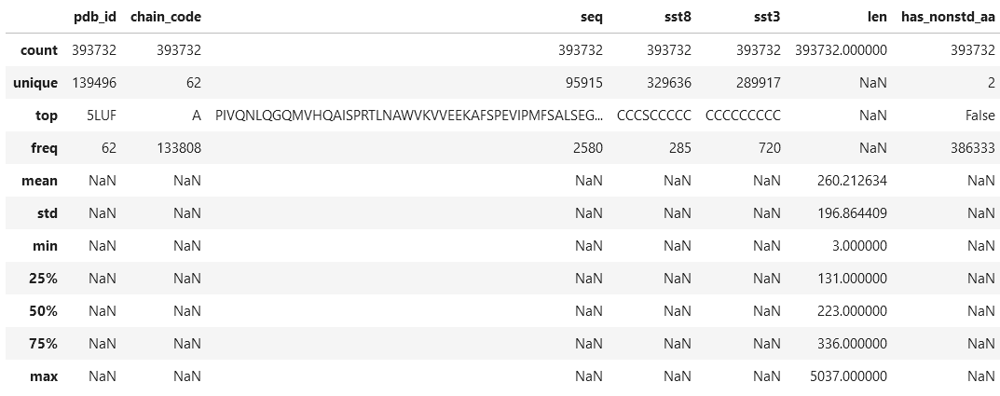 pdb_id chain_code seq sst8 sst3 len has_nonstd_aa
count 393732 393732 393732 393732 393732 393732.000000 393732
unique 139496 62 95915 329636 289917 NaN 2
top 5LUF A PIVQNLQGQMVHQAISPRTLNAWVKVVEEKAFSPEVIPMFSALSEG... CCCSCCCCC CCCCCCCCC NaN False
freq 62 133808 2580 285 720 NaN 386333
mean NaN NaN NaN NaN NaN 260.212634 NaN
std NaN NaN NaN NaN NaN 196.864409 NaN
min NaN NaN NaN NaN NaN 3.000000 NaN
25% NaN NaN NaN NaN NaN 131.000000 NaN
50% NaN NaN NaN NaN NaN 223.000000 NaN
75% NaN NaN NaN NaN NaN 336.000000 NaN
max NaN NaN NaN NaN NaN 5037.000000 NaN